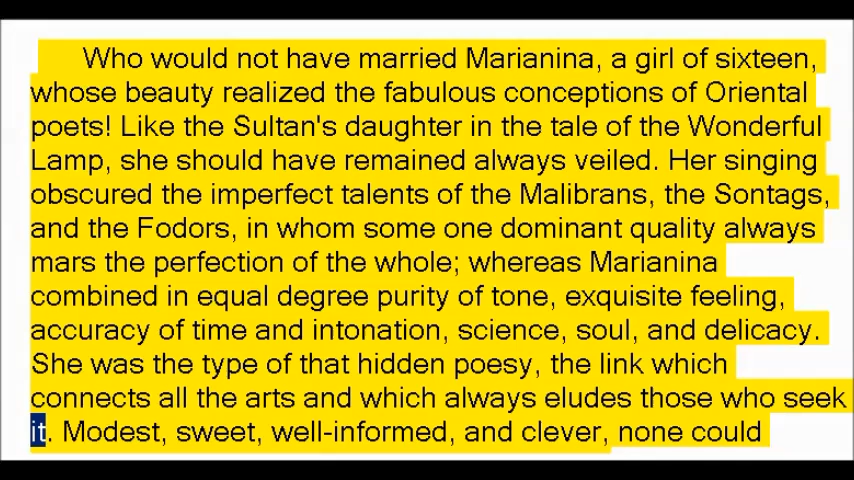 Who would not have married Marianina, a girl of sixteen,
whose beauty realized the fabulous conceptions of Oriental
poets! Like the Sultan's daughter in the tale of the Wonderful
Lamp, she should have remained always veiled. Her singing
obscured the imperfect talents of the Malibrans, the Sontags,
and the Fodors, in whom some one dominant quality always
mars the perfection of the whole; whereas Marianina
combined in equal degree purity of tone, exquisite feeling,
accuracy of time and intonation, science, soul, and delicacy.
She was the type of that hidden poesy, the link which
connects all the arts and which always eludes those who seek
it. Modest, sweet, well-informed, and clever, none could